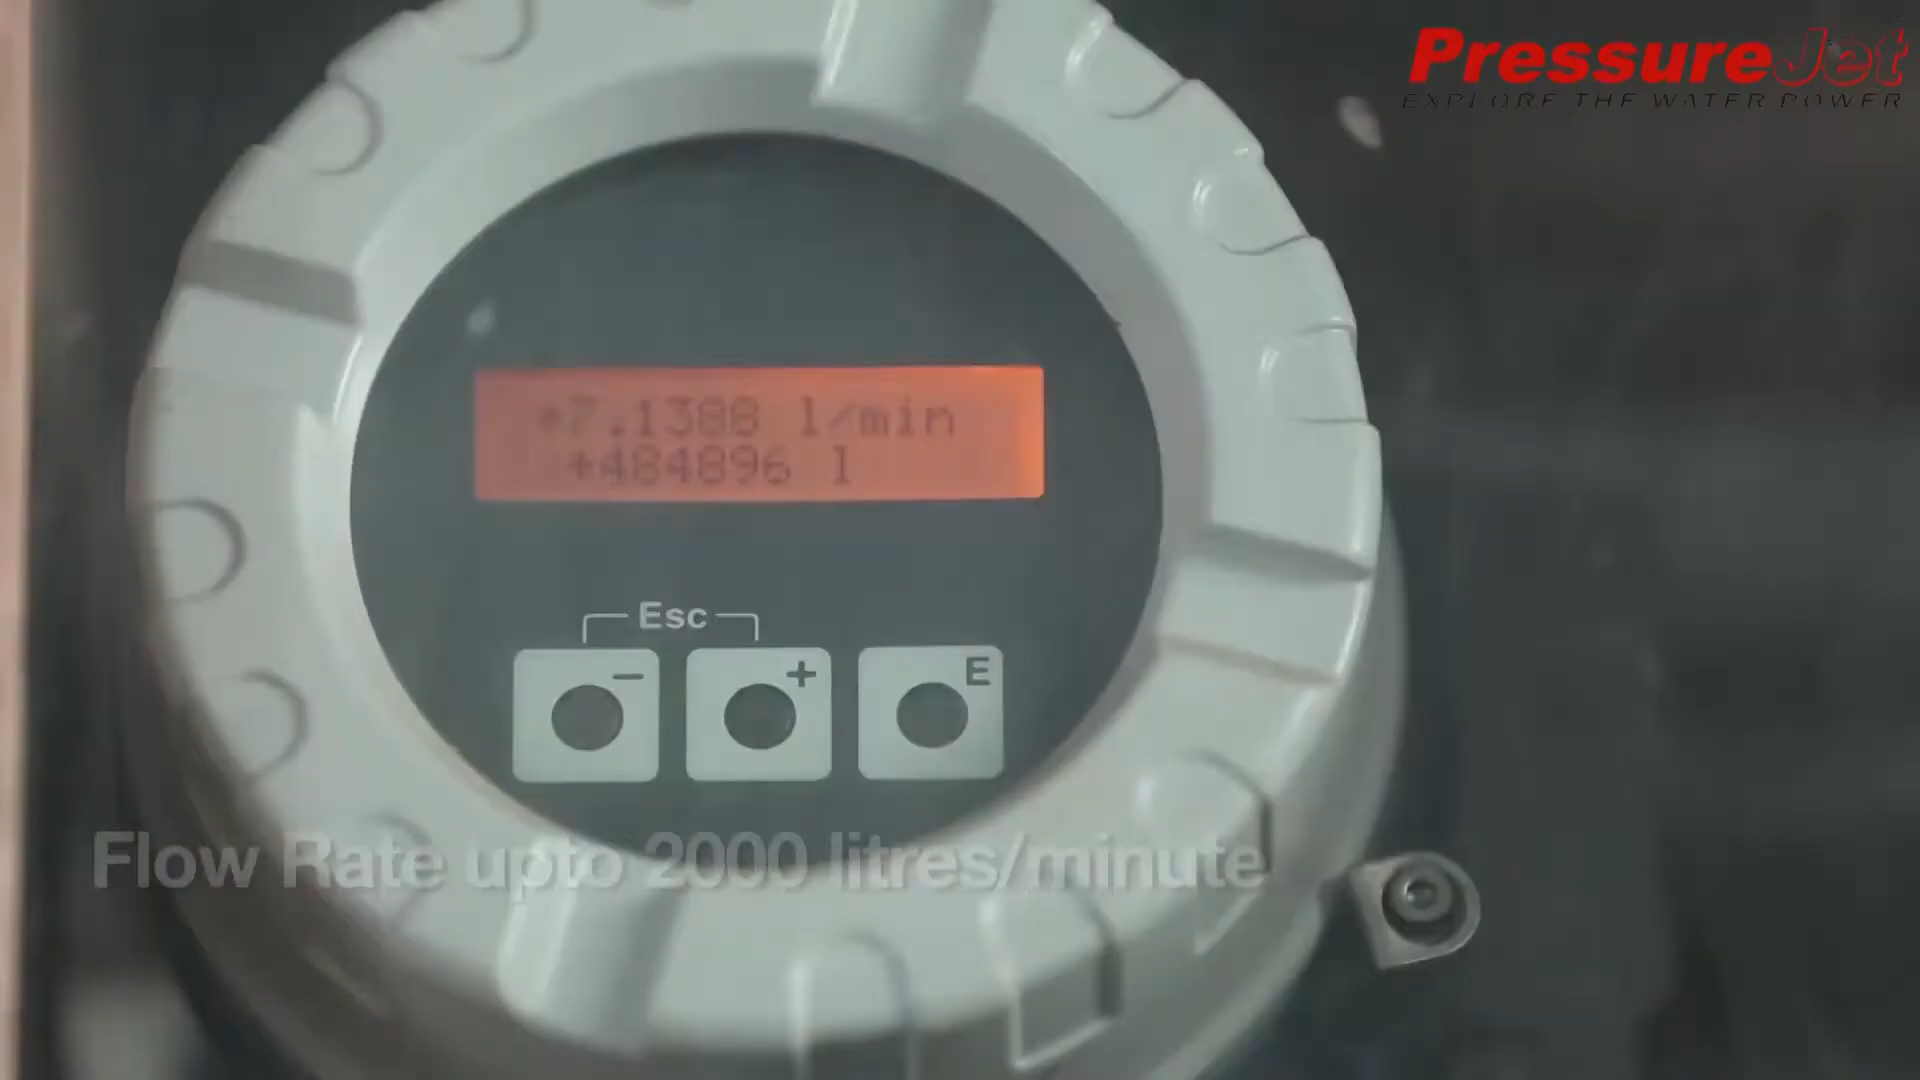 PressureJet
EXPLORE THE WATER POWER
+7.1388 l/min
+484896 l
Esc
−
+
E
Flow Rate upto 2000 litres/minute